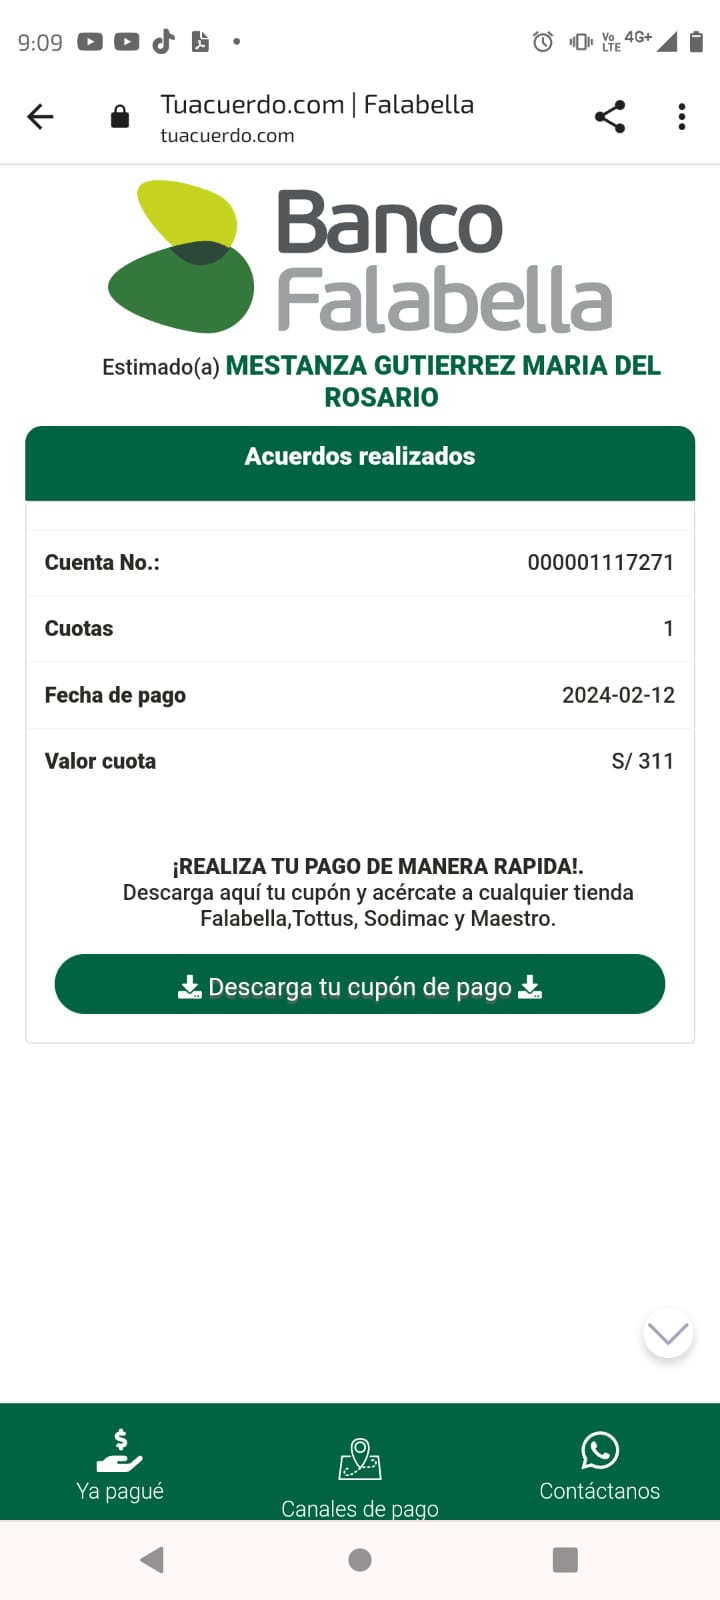 9:09
Vo LTE 4G+
Tuacuerdo.com | Falabella
tuacuerdo.com
Banco
Falabella
Estimado(a) MESTANZA GUTIERREZ MARIA DEL
ROSARIO
Acuerdos realizados
Cuenta No.: 000001117271
Cuotas 1
Fecha de pago 2024-02-12
Valor cuota S/ 311
¡REALIZA TU PAGO DE MANERA RAPIDA!.
Descarga aquí tu cupón y acércate a cualquier tienda
Falabella,Tottus, Sodimac y Maestro.
Descarga tu cupón de pago
Ya pagué
Canales de pago
Contáctanos